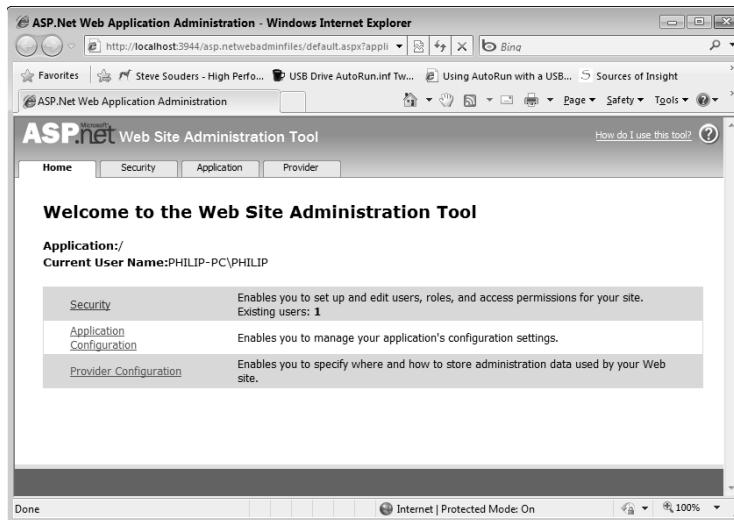 ASP.Net Web Application Administration - Windows Internet Explorer
http://localhost:3944/asp.netwebadminfiles/default.aspx?appli
Bing
Favorites Steve Souders - High Perfo... USB Drive AutoRun.inf Tw... Using AutoRun with a USB... Sources of Insight
ASP.Net Web Application Administration
Page Safety Tools
Microsoft
ASP.net Web Site Administration Tool How do I use this tool? ?
Home Security Application Provider
Welcome to the Web Site Administration Tool
Application:/
Current User Name:PHILIP-PC\PHILIP
Security Enables you to set up and edit users, roles, and access permissions for your site.
Existing users: 1
Application
Configuration Enables you to manage your application's configuration settings.
Provider Configuration Enables you to specify where and how to store administration data used by your Web
site.
Done Internet | Protected Mode: On 100%